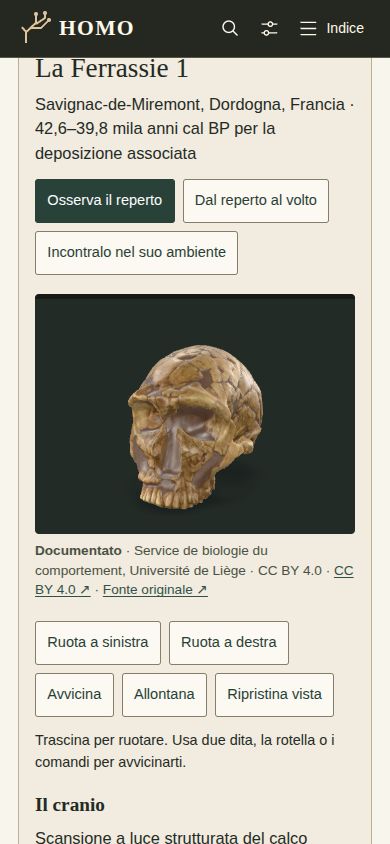 HOMO
Indice
La Ferrassie 1
Savignac-de-Miremont, Dordogna, Francia ·
42,6–39,8 mila anni cal BP per la
deposizione associata
Osserva il reperto
Dal reperto al volto
Incontralo nel suo ambiente
Documentato · Service de biologie du
comportement, Université de Liège · CC BY 4.0 · CC
BY 4.0 ↗ · Fonte originale ↗
Ruota a sinistra
Ruota a destra
Avvicina
Allontana
Ripristina vista
Trascina per ruotare. Usa due dita, la rotella o i
comandi per avvicinarti.
Il cranio
Scansione a luce strutturata del calco